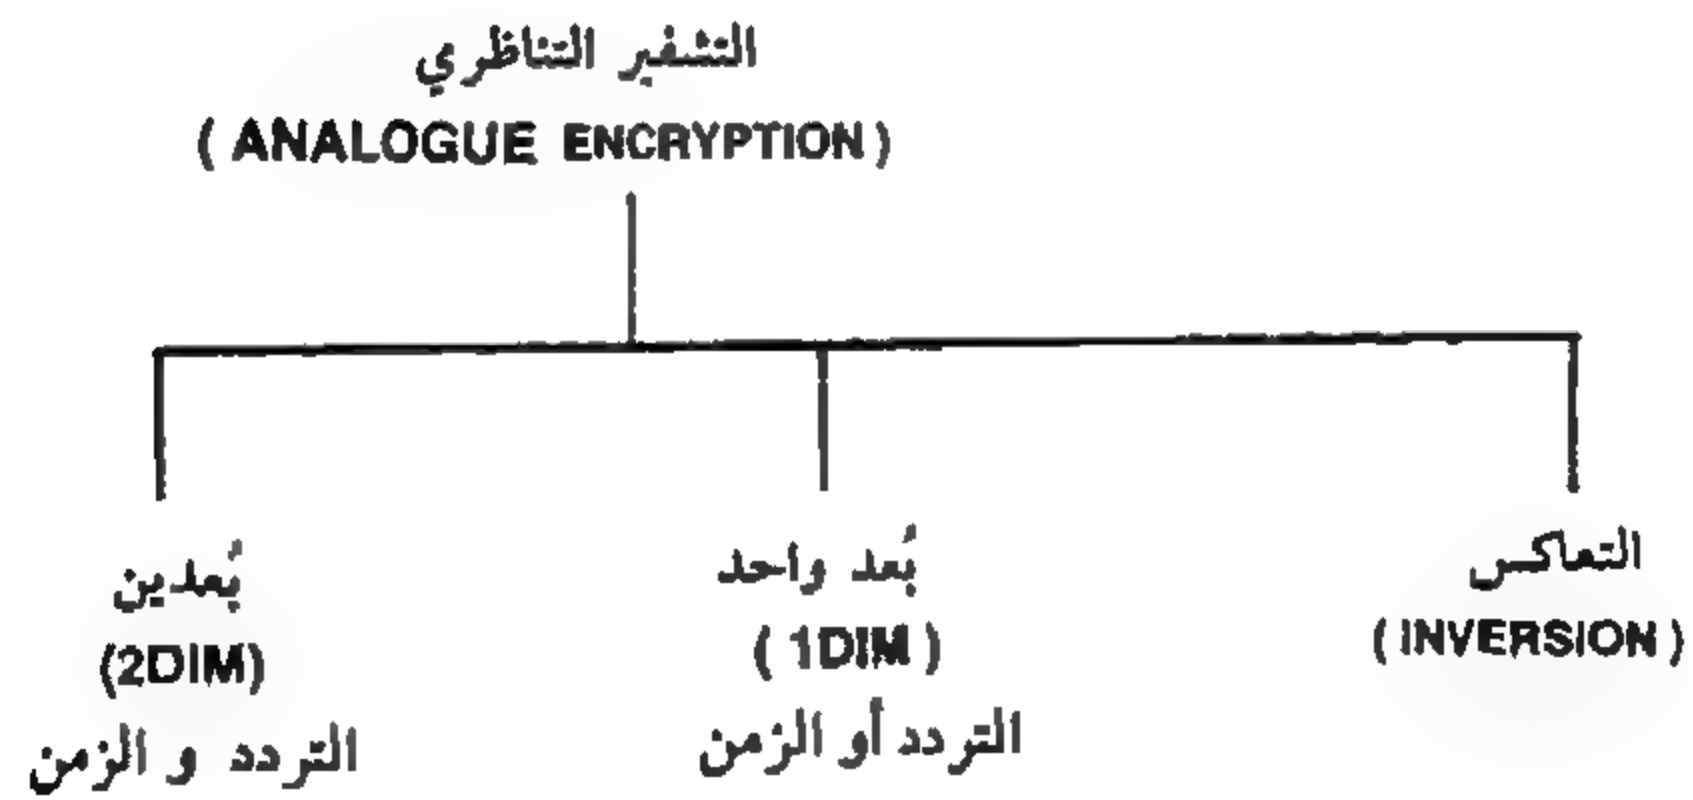 التشفير التناظري
( ANALOGUE ENCRYPTION )
التعاكس
( INVERSION )
بُعد واحد
( 1DIM )
التردد أو الزمن
بُعدين
(2DIM)
التردد و الزمن